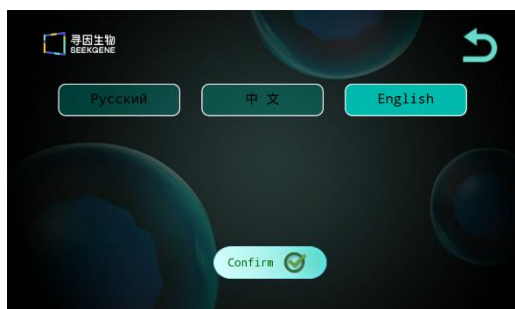 寻因生物
SEEKGENE
Русский
中 文
English
Confirm